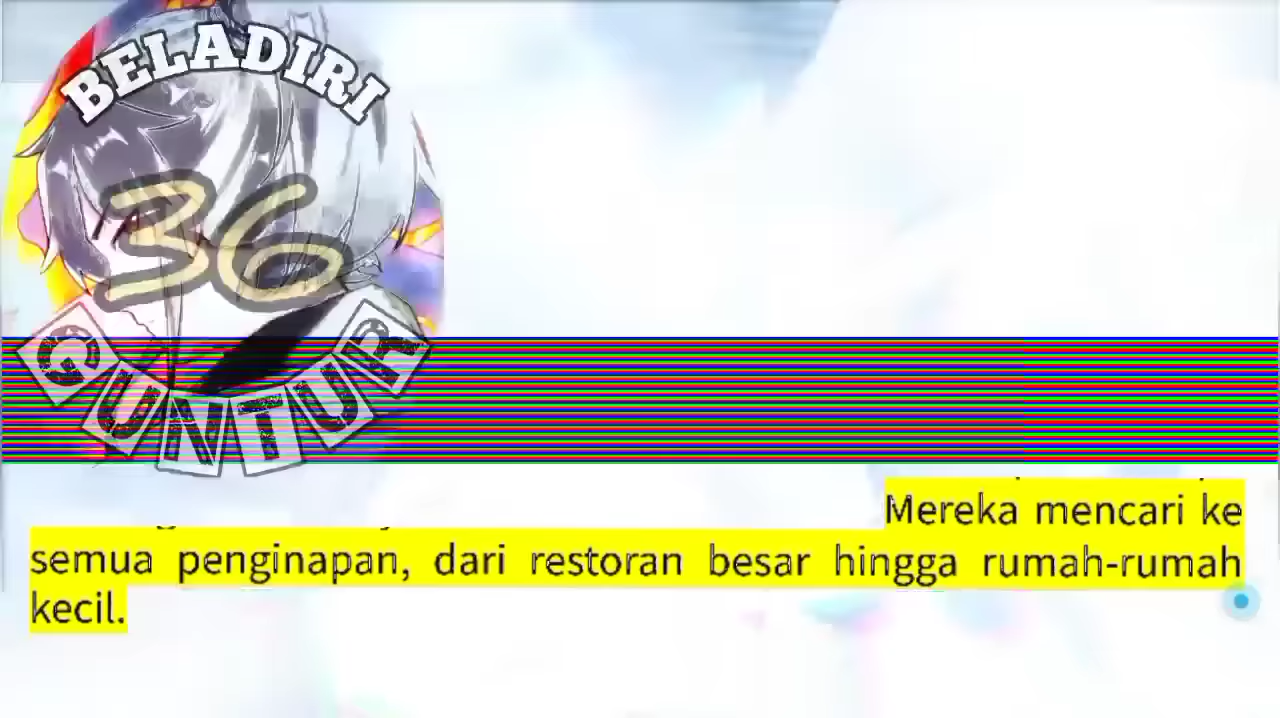 BELADIRI
36
GUNTUR
Mereka mencari ke
semua penginapan, dari restoran besar hingga rumah-rumah
kecil.